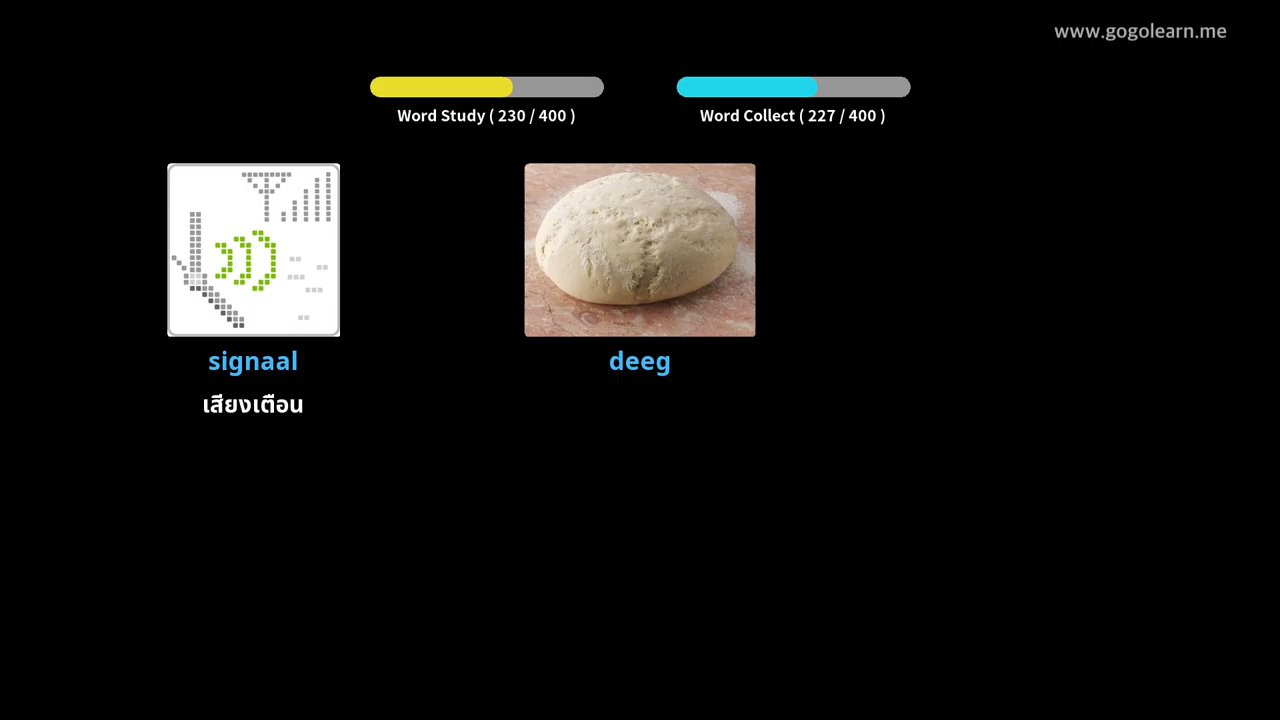 www.gogolearn.me
Word Study ( 230 / 400 )
Word Collect ( 227 / 400 )
signaal
deeg
เสียงเตือน